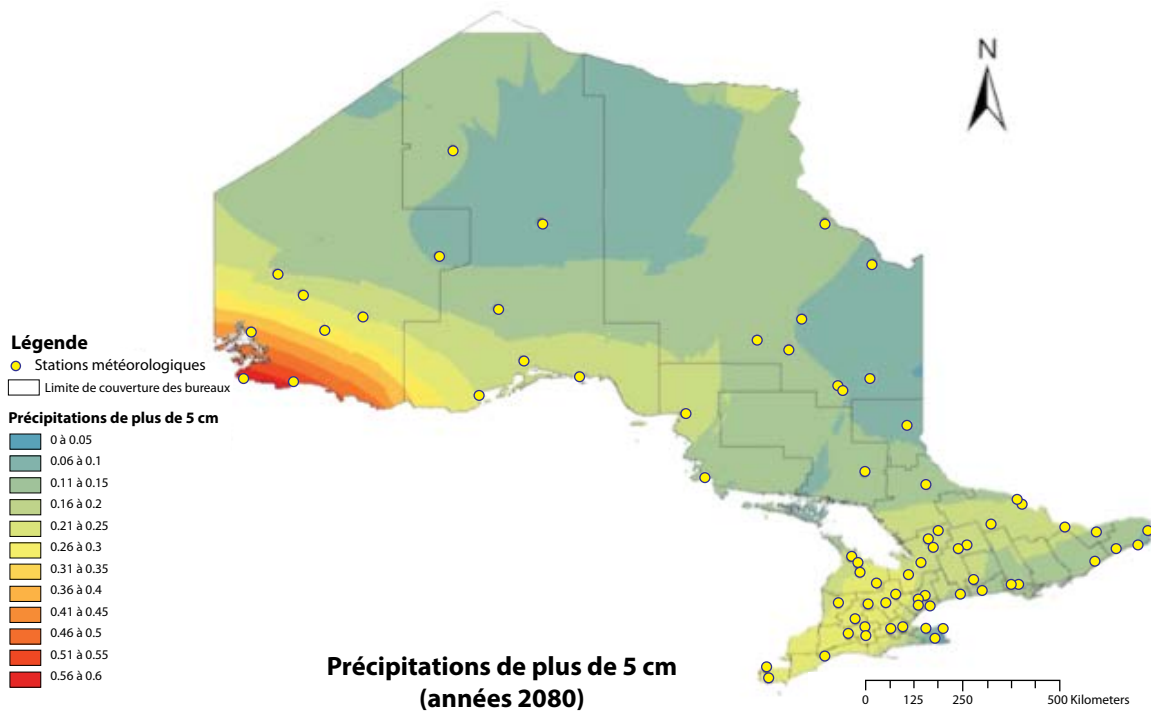 N
Légende
Stations météorologiques
Limite de couverture des bureaux
Précipitations de plus de 5 cm
0 à 0.05
0.06 à 0.1
0.11 à 0.15
0.16 à 0.2
0.21 à 0.25
0.26 à 0.3
0.31 à 0.35
0.36 à 0.4
0.41 à 0.45
0.46 à 0.5
0.51 à 0.55
0.56 à 0.6
Précipitations de plus de 5 cm
(années 2080)
0 125 250 500 Kilometers